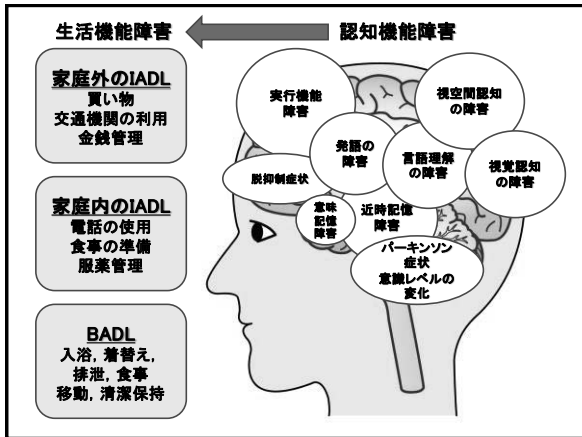 生活機能障害
認知機能障害
家庭外のIADL
買い物
交通機関の利用
金銭管理
家庭内のIADL
電話の使用
食事の準備
服薬管理
BADL
入浴, 着替え,
排泄, 食事
移動, 清潔保持
実行機能
障害
視空間認知
の障害
発語の
障害
言語理解
の障害
視覚認知
の障害
脱抑制症状
意味
記憶
障害
近時記憶
障害
パーキンソン
症状
意識レベルの
変化